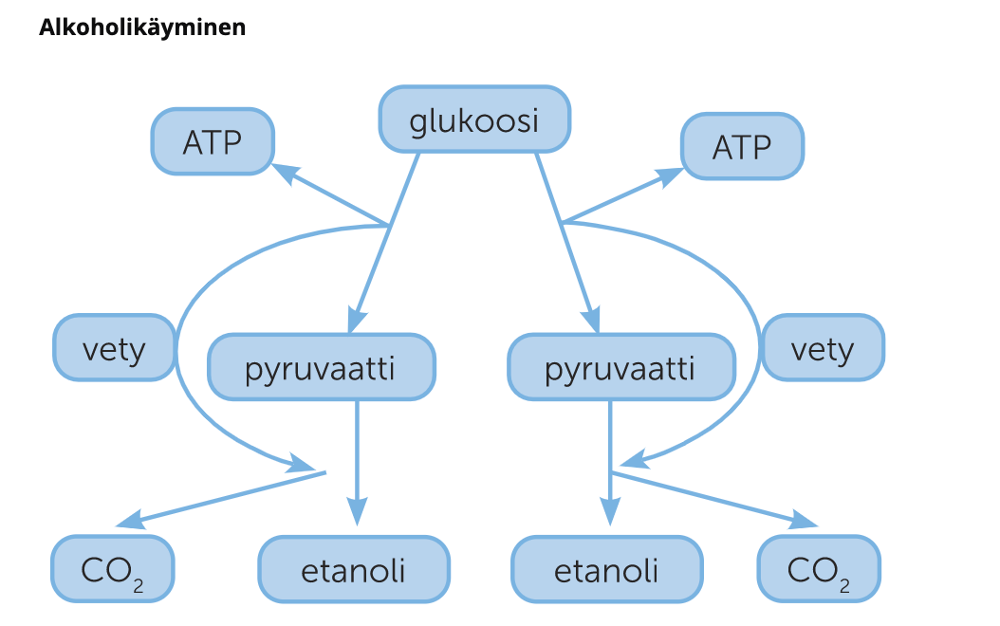 Alkoholikäyminen
glukoosi
ATP
ATP
vety
pyruvaatti
pyruvaatti
vety
CO₂
etanoli
etanoli
CO₂